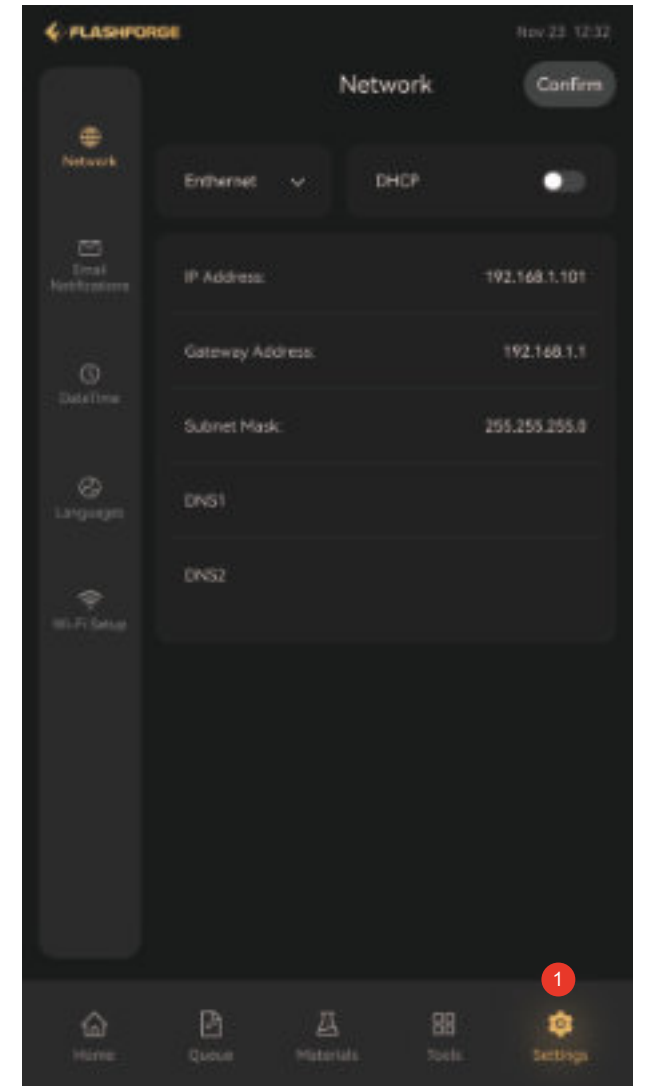 FLASHFORGE
Nov 23 12:32
Network
Confirm
Network
Enthernet
DHCP
Email
Notifications
IP Address:
192.168.1.101
Gateway Address:
192.168.1.1
DateTime
Subnet Mask:
255.255.255.0
Languages
DNS1
DNS2
Wi-Fi Setup
1
Home
Queue
Materials
Tools
Settings